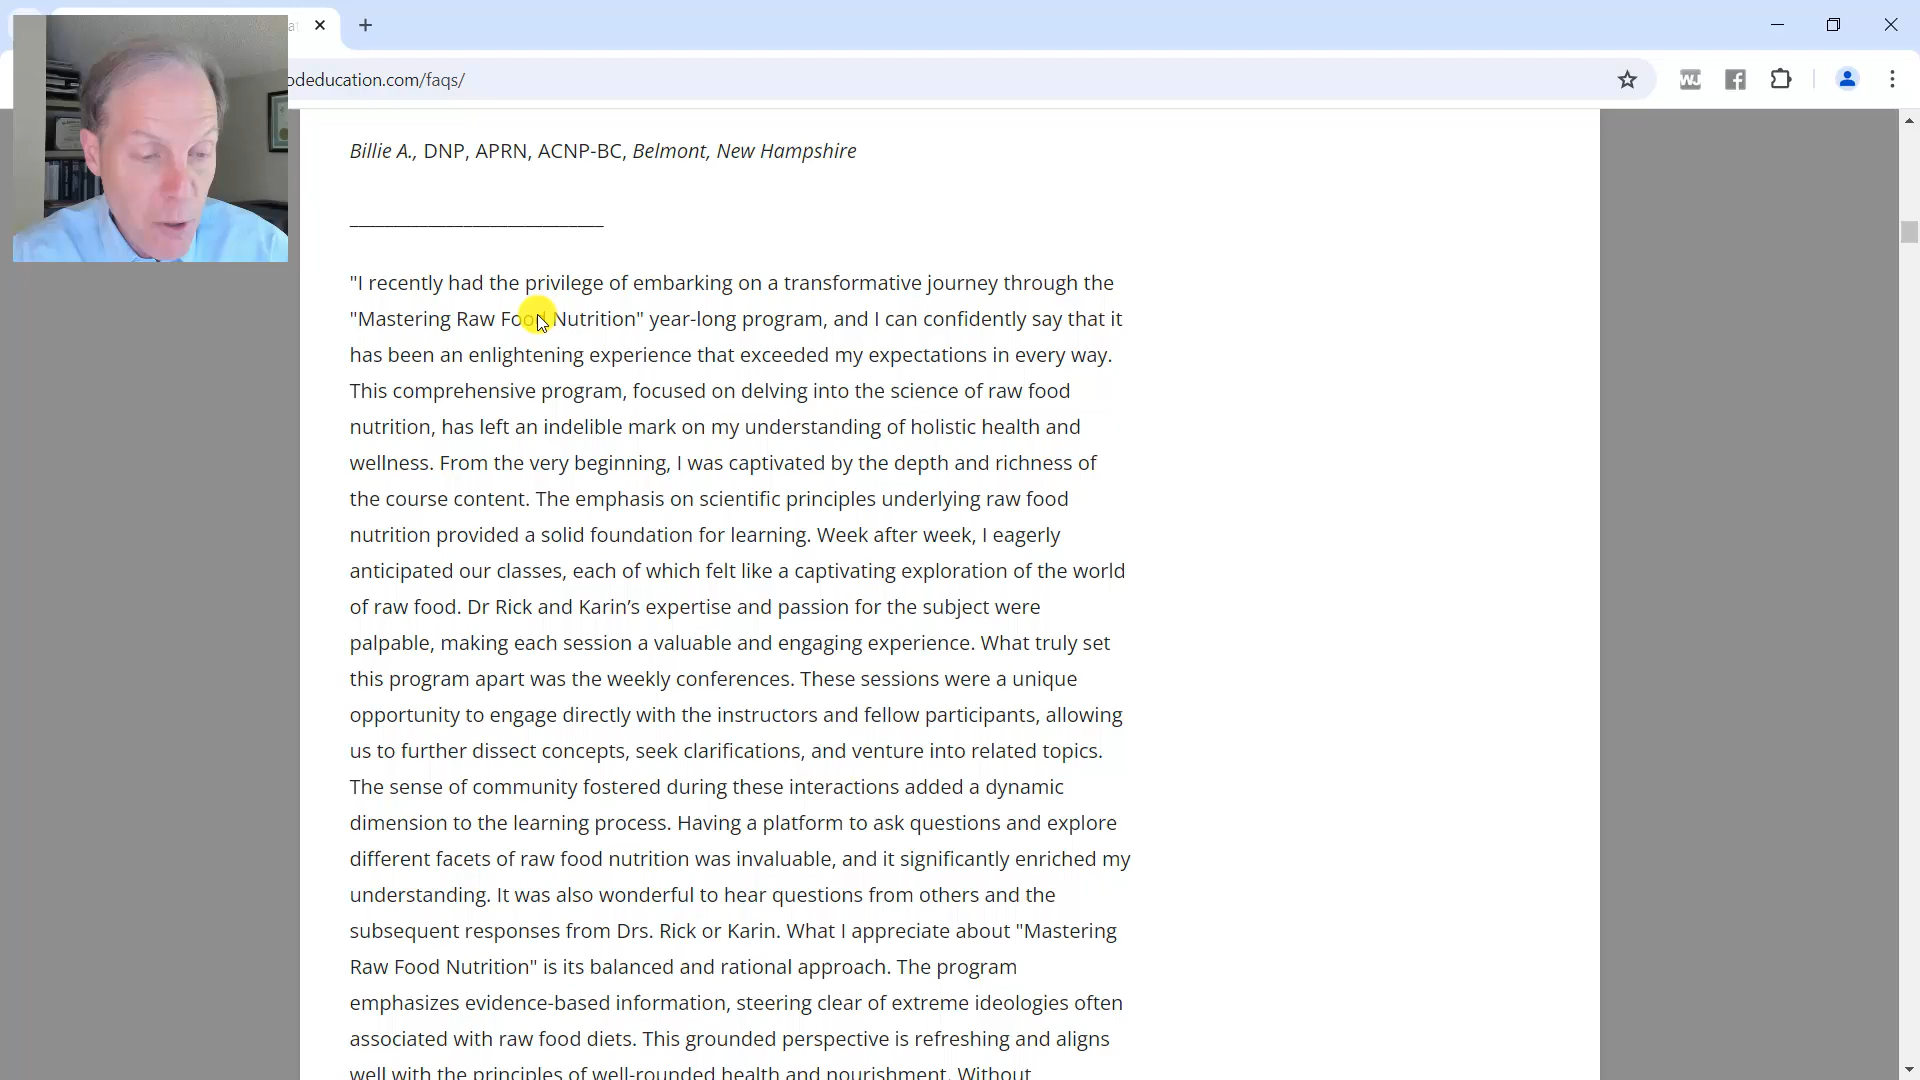 odeducation.com/faqs/
Billie A., DNP, APRN, ACNP-BC, Belmont, New Hampshire
"I recently had the privilege of embarking on a transformative journey through the
"Mastering Raw Food Nutrition" year-long program, and I can confidently say that it
has been an enlightening experience that exceeded my expectations in every way.
This comprehensive program, focused on delving into the science of raw food
nutrition, has left an indelible mark on my understanding of holistic health and
wellness. From the very beginning, I was captivated by the depth and richness of
the course content. The emphasis on scientific principles underlying raw food
nutrition provided a solid foundation for learning. Week after week, I eagerly
anticipated our classes, each of which felt like a captivating exploration of the world
of raw food. Dr Rick and Karin’s expertise and passion for the subject were
palpable, making each session a valuable and engaging experience. What truly set
this program apart was the weekly conferences. These sessions were a unique
opportunity to engage directly with the instructors and fellow participants, allowing
us to further dissect concepts, seek clarifications, and venture into related topics.
The sense of community fostered during these interactions added a dynamic
dimension to the learning process. Having a platform to ask questions and explore
different facets of raw food nutrition was invaluable, and it significantly enriched my
understanding. It was also wonderful to hear questions from others and the
subsequent responses from Drs. Rick or Karin. What I appreciate about "Mastering
Raw Food Nutrition" is its balanced and rational approach. The program
emphasizes evidence-based information, steering clear of extreme ideologies often
associated with raw food diets. This grounded perspective is refreshing and aligns
well with the principles of well-rounded health and nourishment. Without